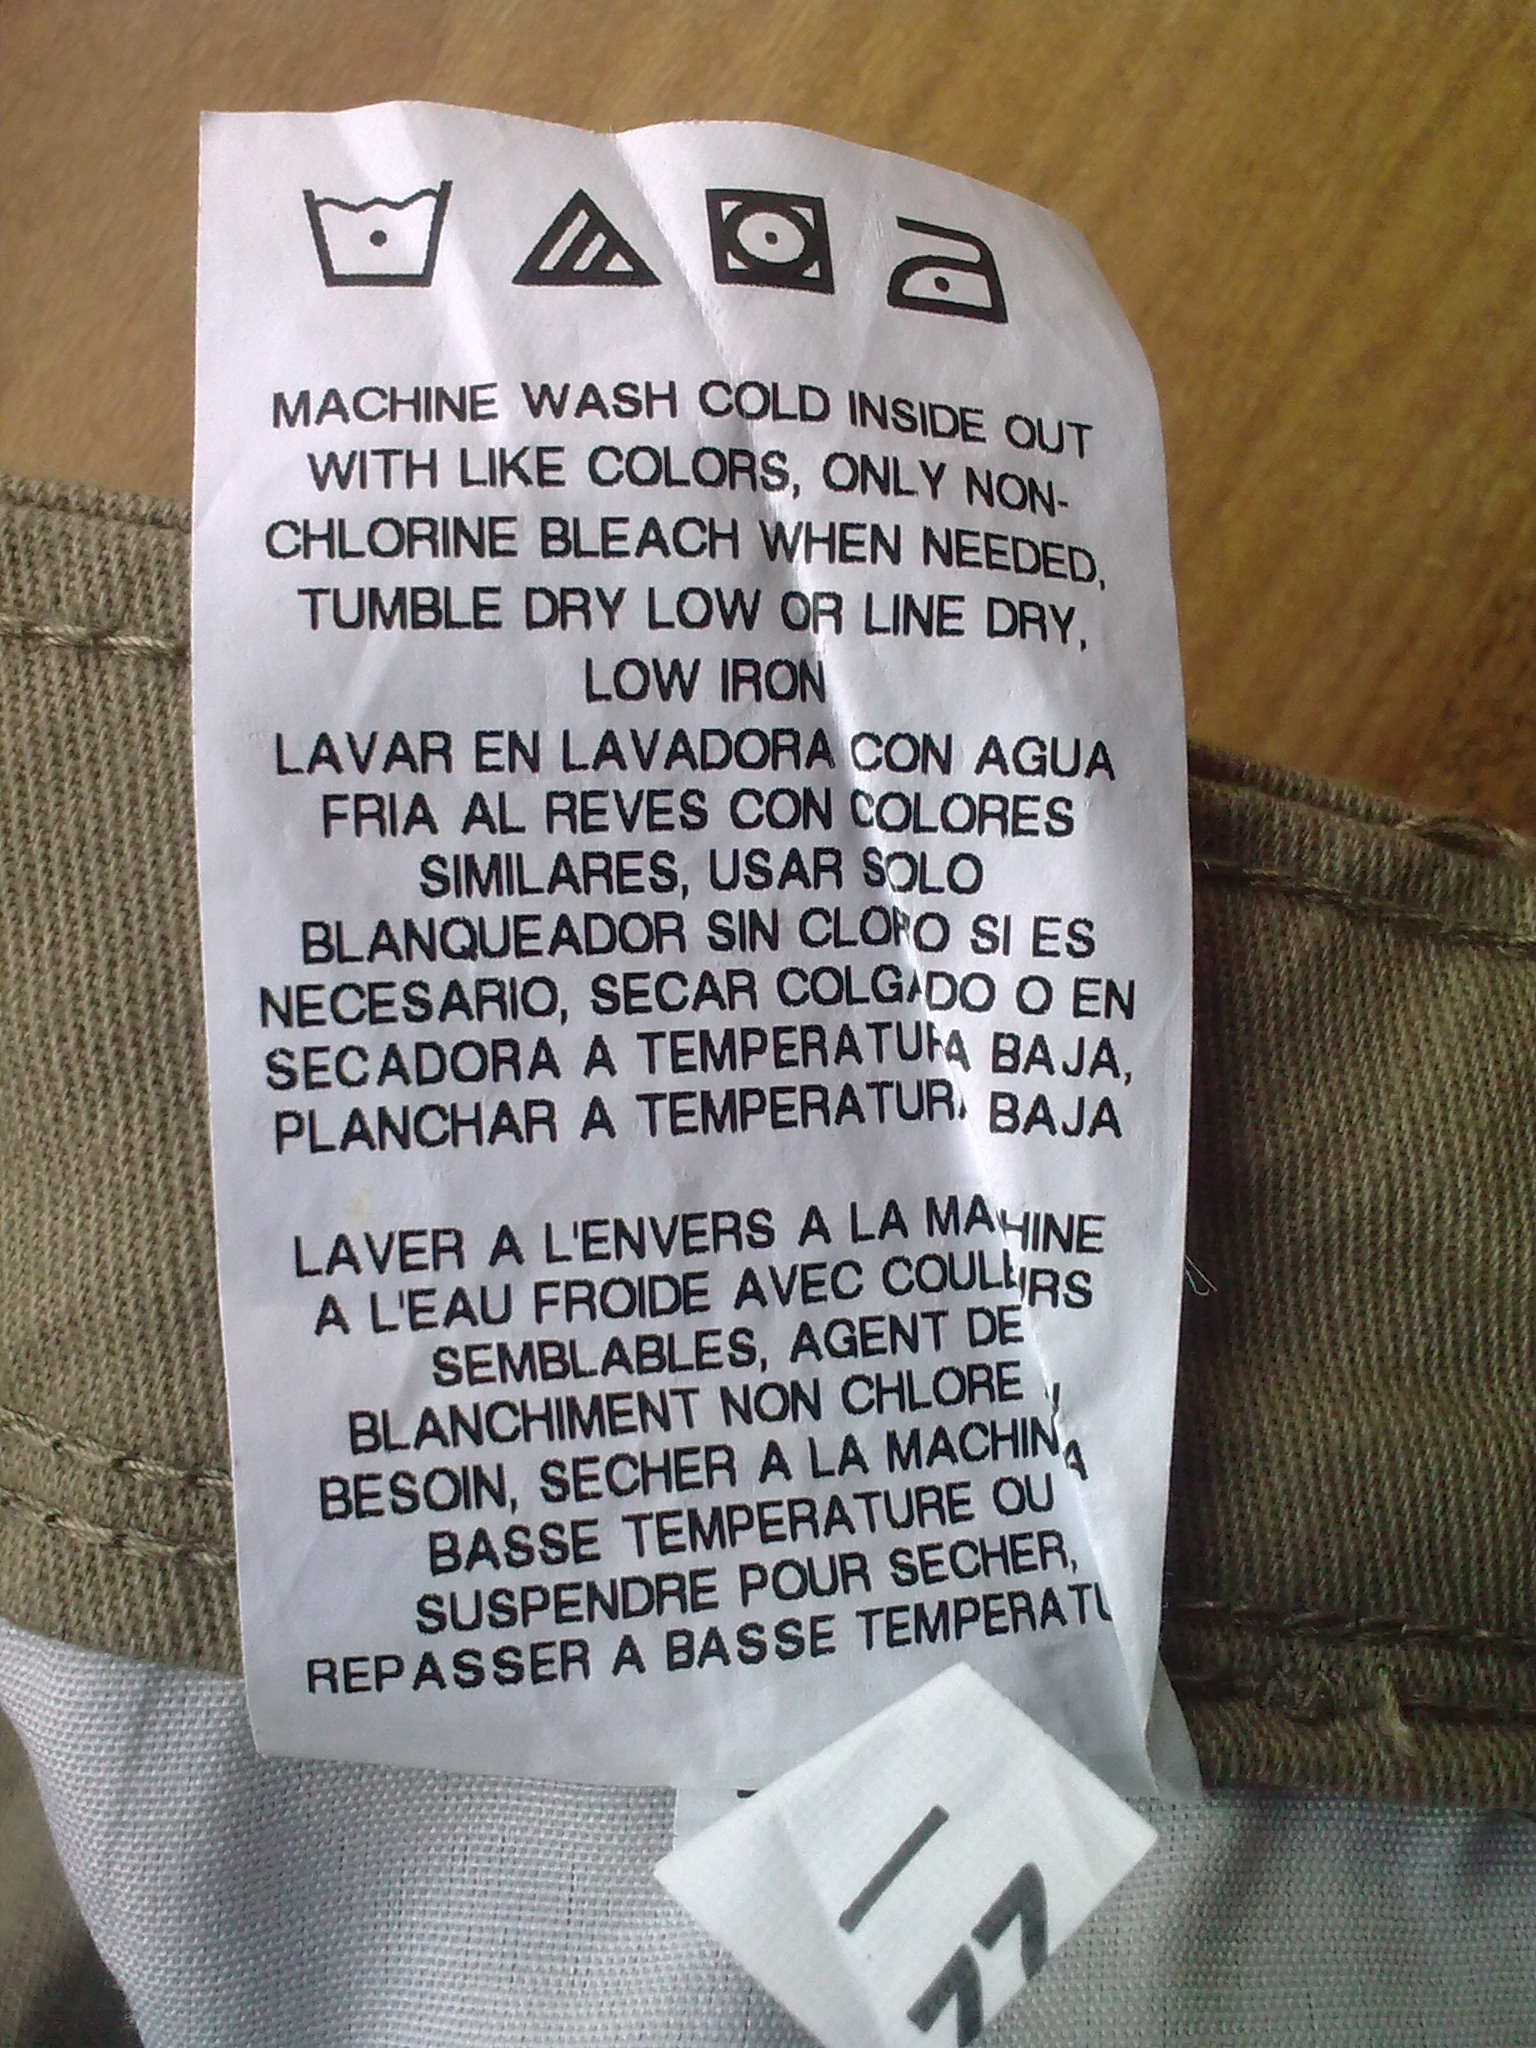 MACHINE WASH COLD INSIDE OUT
WITH LIKE COLORS, ONLY NON-
CHLORINE BLEACH WHEN NEEDED,
TUMBLE DRY LOW OR LINE DRY,
LOW IRON
LAVAR EN LAVADORA CON AGUA
FRIA AL REVES CON COLORES
SIMILARES, USAR SOLO
BLANQUEADOR SIN CLORO SI ES
NECESARIO, SECAR COLGADO O EN
SECADORA A TEMPERATURA BAJA,
PLANCHAR A TEMPERATURA BAJA
LAVER A L'ENVERS A LA MACHINE
A L'EAU FROIDE AVEC COULEURS
SEMBLABLES, AGENT DE
BLANCHIMENT NON CHLORE
BESOIN, SECHER A LA MACHIN A
BASSE TEMPERATURE OU
SUSPENDRE POUR SECHER,
REPASSER A BASSE TEMPERATU